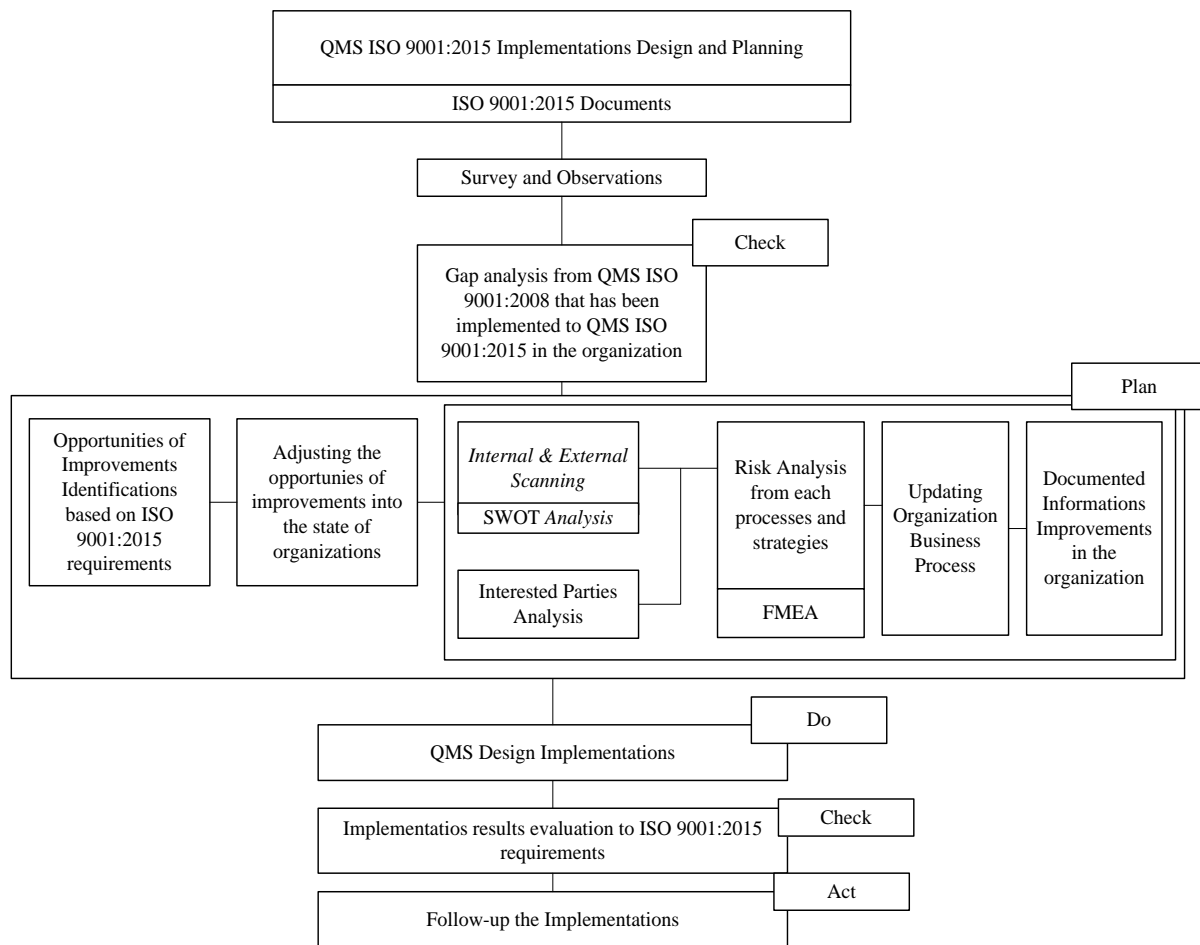 QMS ISO 9001:2015 Implementations Design and Planning
ISO 9001:2015 Documents
Survey and Observations
Check
Gap analysis from QMS ISO
9001:2008 that has been
implemented to QMS ISO
9001:2015 in the organization
Plan
Opportunities of
Improvements
Identifications
based on ISO
9001:2015
requirements
Adjusting the
opportunies of
improvements into
the state of
organizations
Internal & External
Scanning
SWOT Analysis
Interested Parties
Analysis
Risk Analysis
from each
processes and
strategies
FMEA
Updating
Organization
Business
Process
Documented
Informations
Improvements
in the
organization
Do
QMS Design Implementations
Check
Implementatios results evaluation to ISO 9001:2015
requirements
Act
Follow-up the Implementations